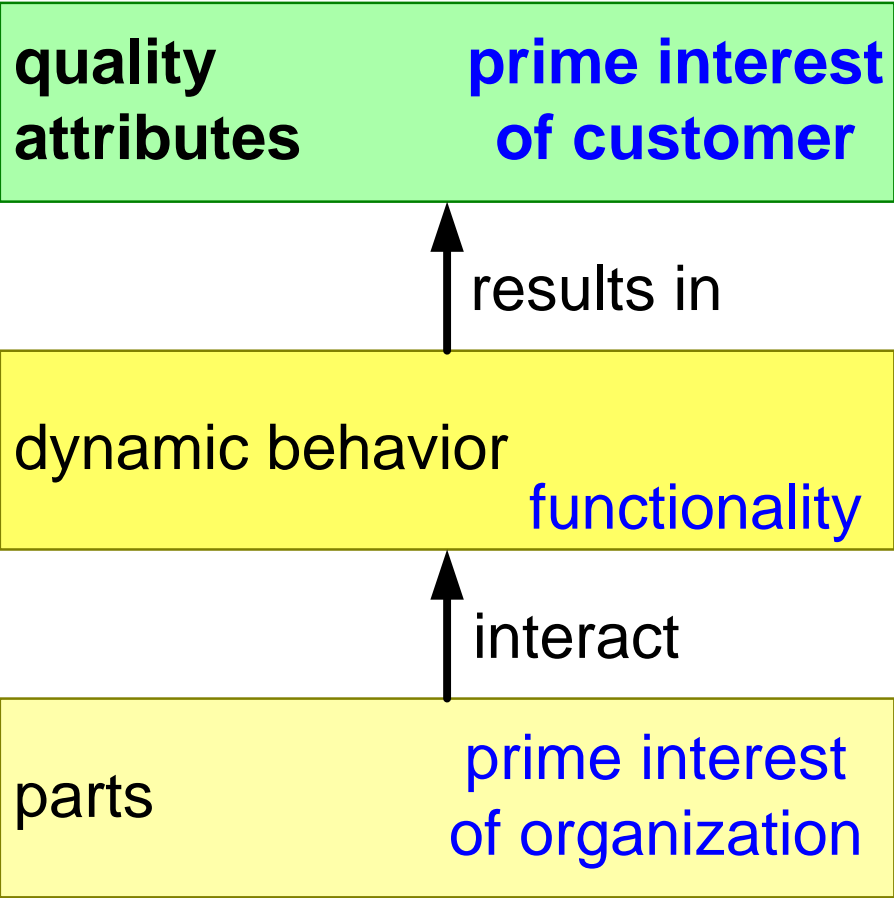 quality
attributes
prime interest
of customer
results in
dynamic behavior
functionality
interact
parts
prime interest
of organization